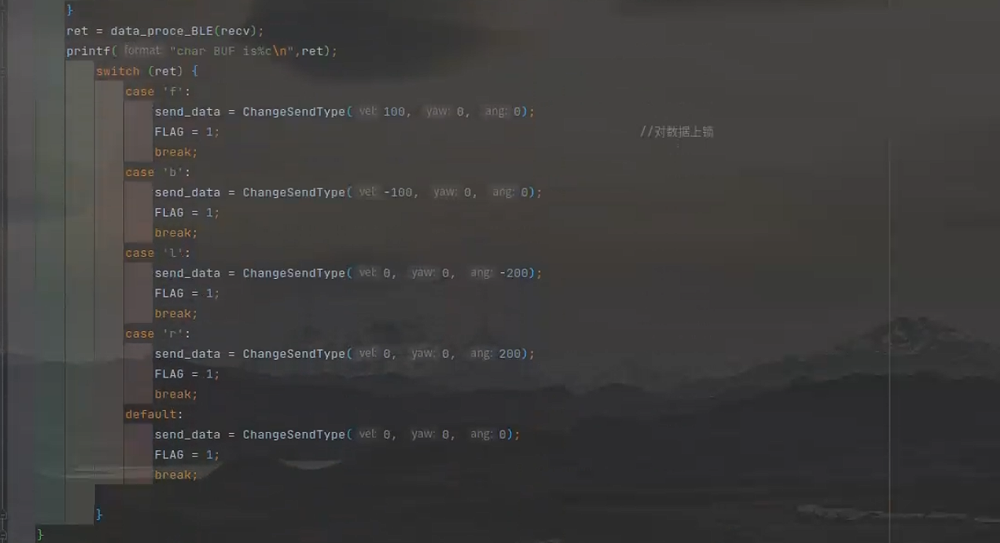 }
ret = data_proce_BLE(recv);
printf( format: "char BUF is%c\n",ret);
switch (ret) {
case 'f':
send_data = ChangeSendType( vel: 100, yaw: 0, ang: 0);
FLAG = 1; //对数据上锁
break;
case 'b':
send_data = ChangeSendType( vel: -100, yaw: 0, ang: 0);
FLAG = 1;
break;
case 'l':
send_data = ChangeSendType( vel: 0, yaw: 0, ang: -200);
FLAG = 1;
break;
case 'r':
send_data = ChangeSendType( vel: 0, yaw: 0, ang: 200);
FLAG = 1;
break;
default:
send_data = ChangeSendType( vel: 0, yaw: 0, ang: 0);
FLAG = 1;
break;
}
}